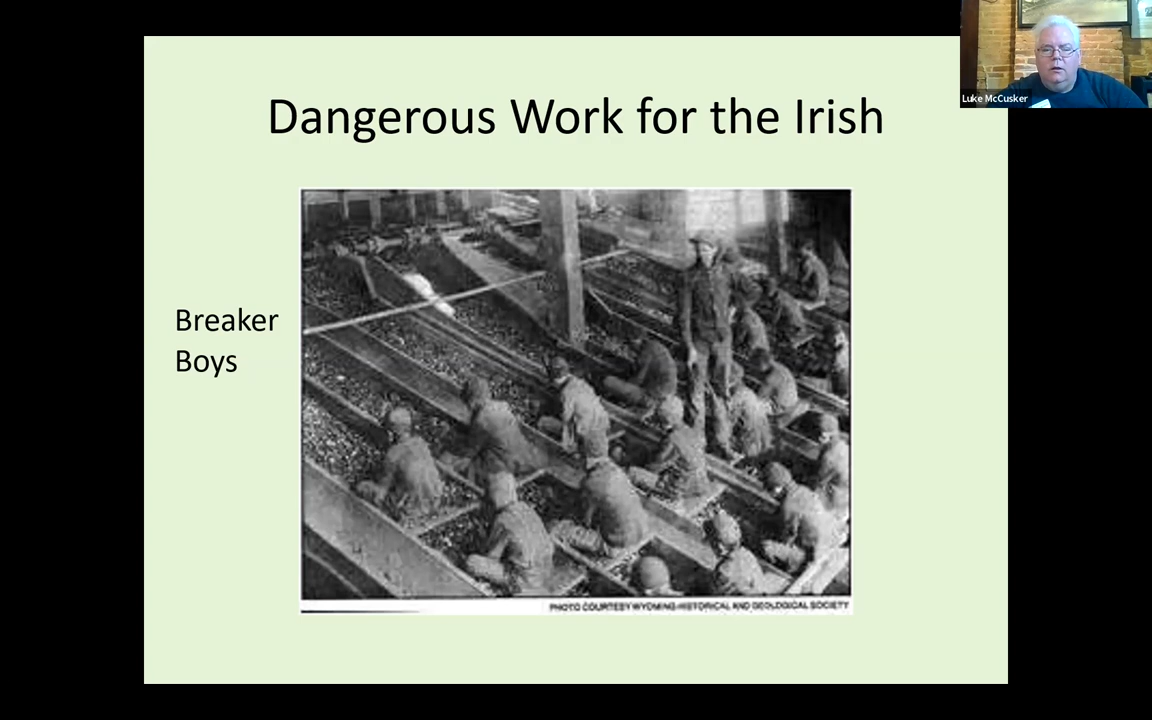 Dangerous Work for the Irish
Luke McCusker
Breaker
Boys
PHOTO COURTESY WYOMING HISTORICAL AND GEOLOGICAL SOCIETY